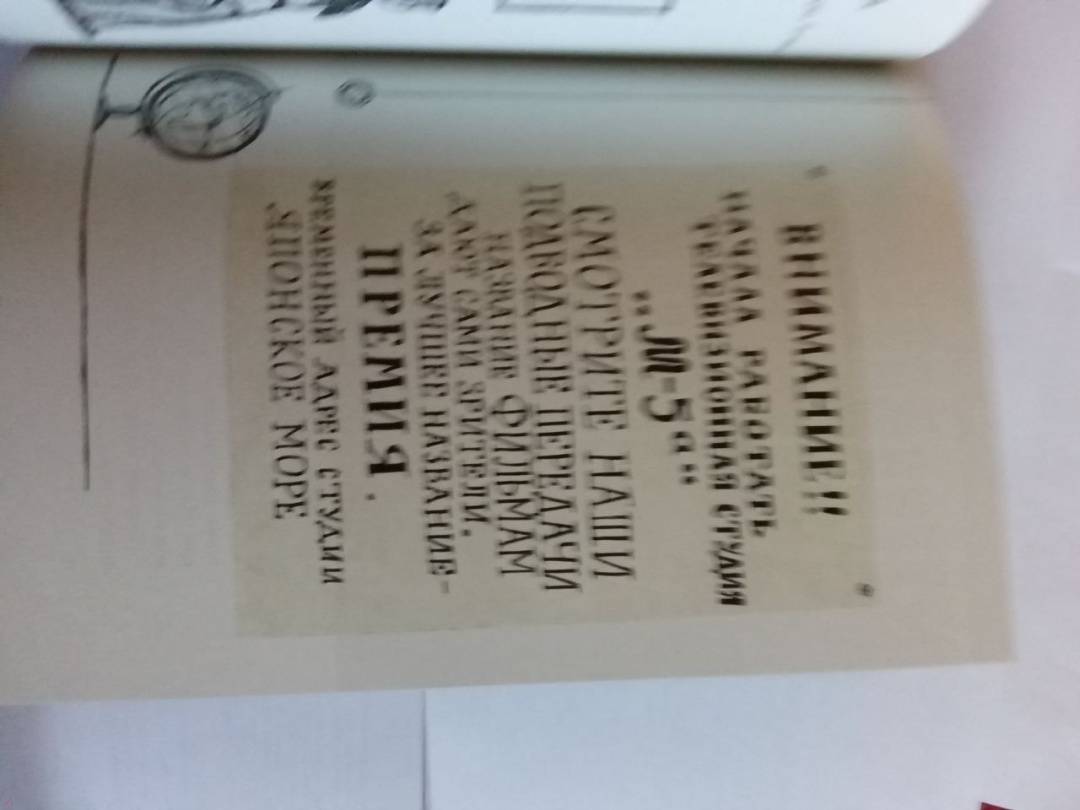 ВНИМАНИЕ!!
НАЧАЛА РАБОТАТЬ
ТЕЛЕВИЗИОННАЯ СТУДИЯ
„М-5“
СМОТРИТЕ НАШИ
ПОДВОДНЫЕ ПЕРЕДАЧИ
НАЗВАНИЕ ФИЛЬМАМ
ДАЮТ САМИ ЗРИТЕЛИ.
ЗА ЛУЧШЕЕ НАЗВАНИЕ-
ПРЕМИЯ.
ВРЕМЕННЫЙ АДРЕС СТУДИИ
ЯПОНСКОЕ МОРЕ